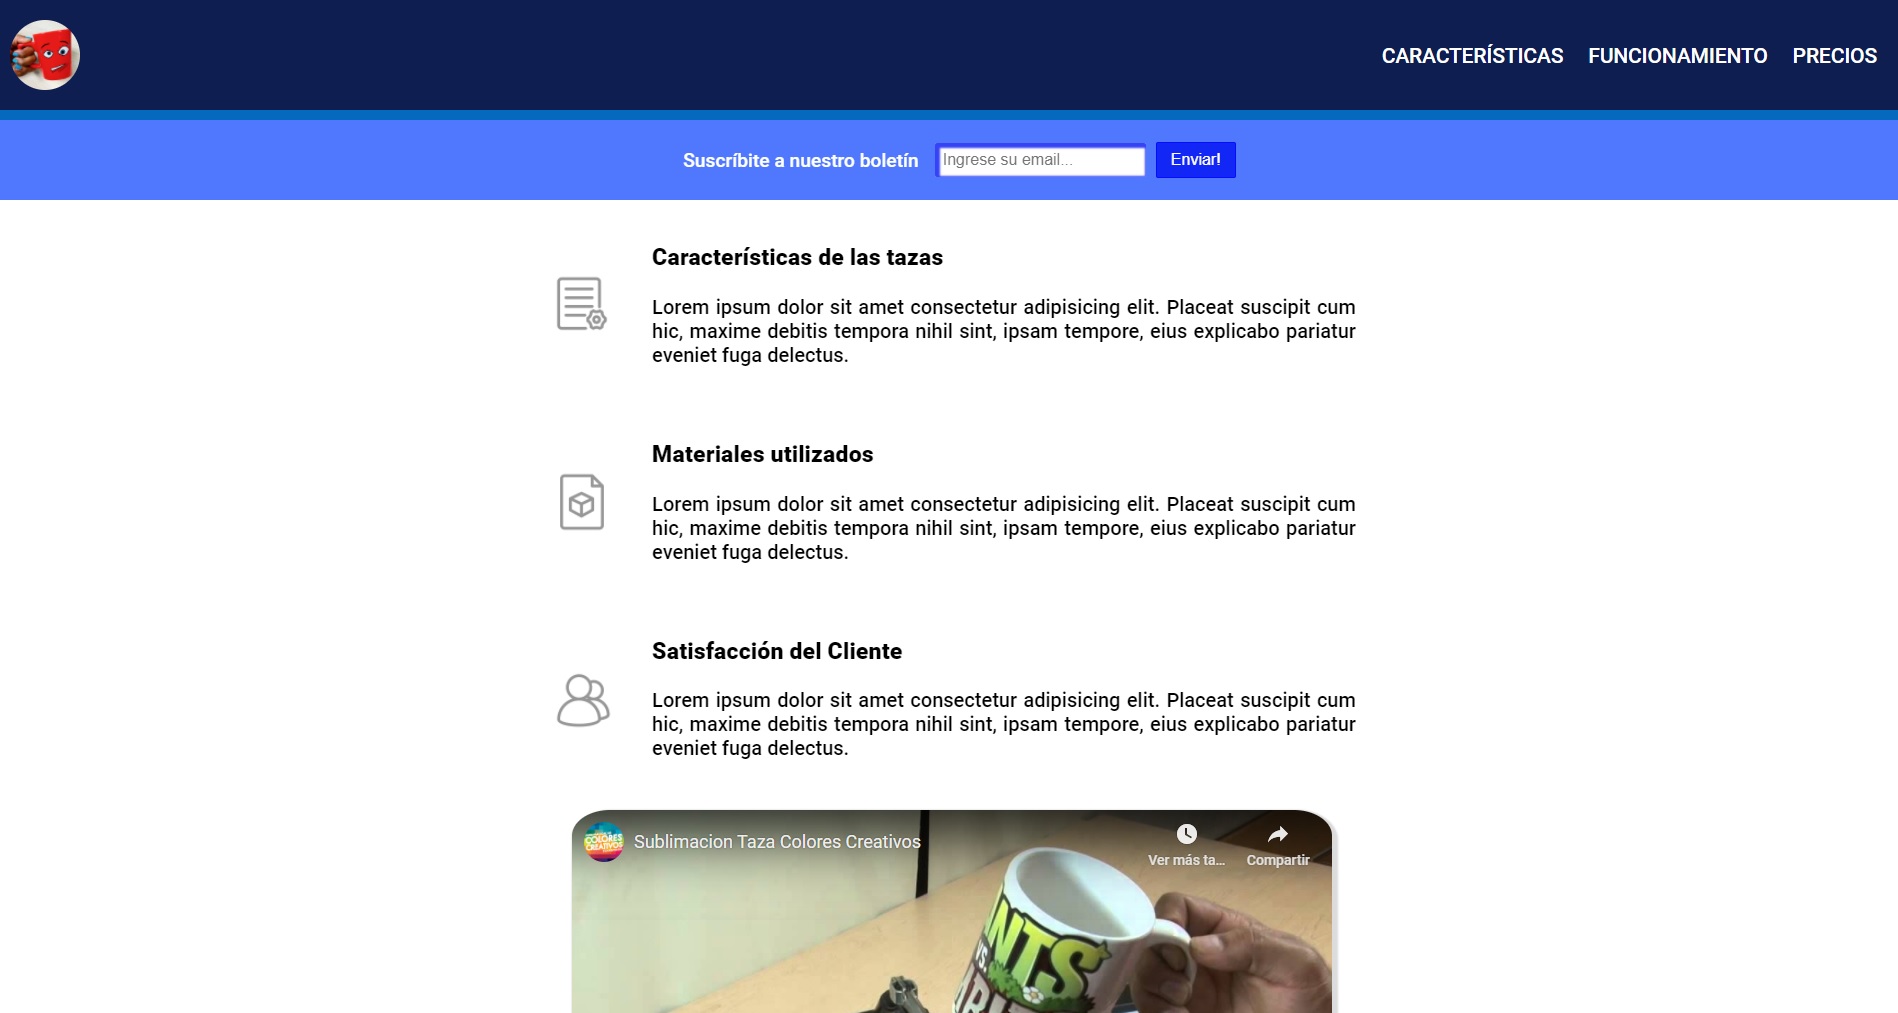 CARACTERÍSTICAS FUNCIONAMIENTO PRECIOS
Suscríbite a nuestro boletín Ingrese su email... Enviar!
Características de las tazas
Lorem ipsum dolor sit amet consectetur adipisicing elit. Placeat suscipit cum
hic, maxime debitis tempora nihil sint, ipsam tempore, eius explicabo pariatur
eveniet fuga delectus.
Materiales utilizados
Lorem ipsum dolor sit amet consectetur adipisicing elit. Placeat suscipit cum
hic, maxime debitis tempora nihil sint, ipsam tempore, eius explicabo pariatur
eveniet fuga delectus.
Satisfacción del Cliente
Lorem ipsum dolor sit amet consectetur adipisicing elit. Placeat suscipit cum
hic, maxime debitis tempora nihil sint, ipsam tempore, eius explicabo pariatur
eveniet fuga delectus.
COLORES
CREATIVOS
Sublimacion Taza Colores Creativos
Ver más ta... Compartir
NTS
VS.